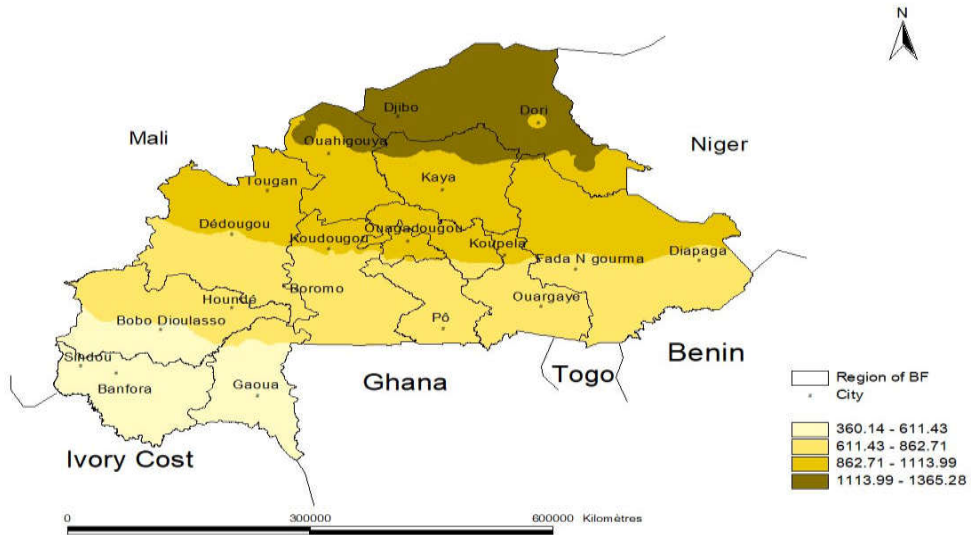 N
Djibo
Dori
Mali
Ouahigouya
Niger
Tougan
Kaya
Dédougou
Ouagadougou
Koudougou
Koupela
Fada N gourma
Diapaga
Boromo
Houndé
Ouargaye
Bobo Dioulasso
Pô
Sindou
Banfora
Gaoua
Ghana
Togo
Benin
Ivory Cost
Region of BF
City
360.14 - 611.43
611.43 - 862.71
862.71 - 1113.99
1113.99 - 1365.28
0 300000 600000 Kilomètres